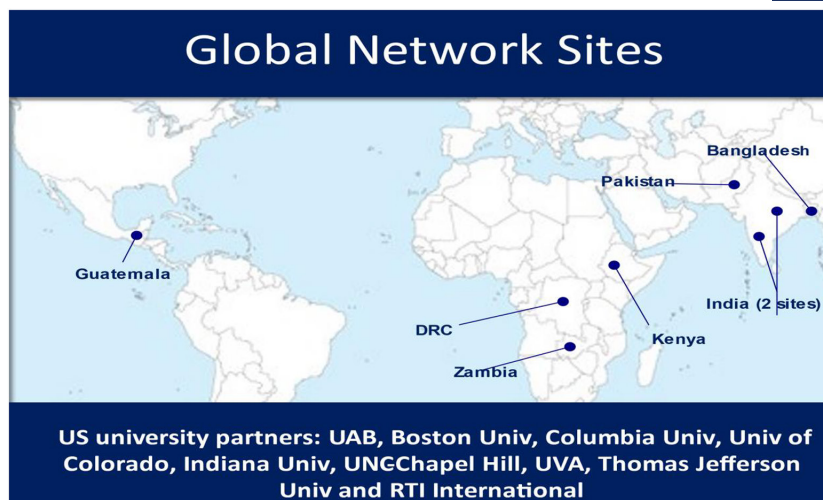 Global Network Sites
Bangladesh
Pakistan
Guatemala
India (2 sites)
DRC
Kenya
Zambia
US university partners: UAB, Boston Univ, Columbia Univ, Univ of
Colorado, Indiana Univ, UNGChapel Hill, UVA, Thomas Jefferson
Univ and RTI International